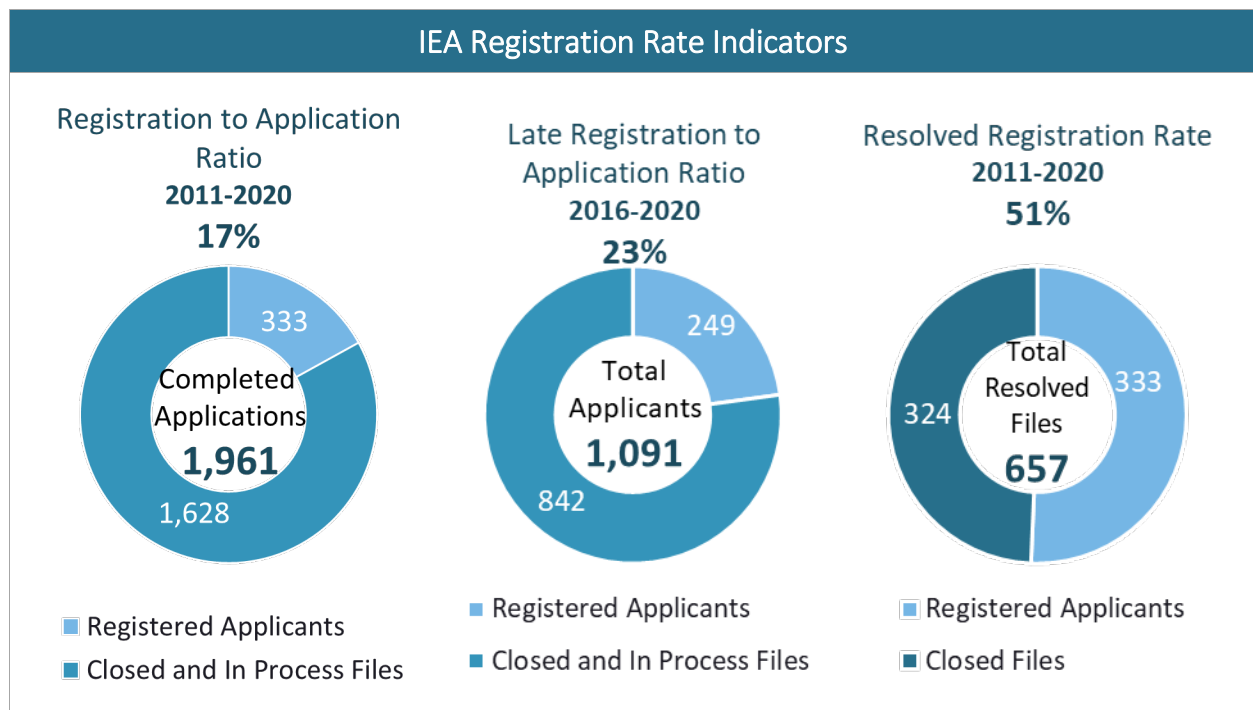 IEA Registration Rate Indicators
Registration to Application
Ratio
2011-2020
17%
333
Completed
Applications
1,961
1,628
Registered Applicants
Closed and In Process Files
Late Registration to
Application Ratio
2016-2020
23%
249
Total
Applicants
1,091
842
Registered Applicants
Closed and In Process Files
Resolved Registration Rate
2011-2020
51%
Total
Resolved
Files
657
333
324
Registered Applicants
Closed Files